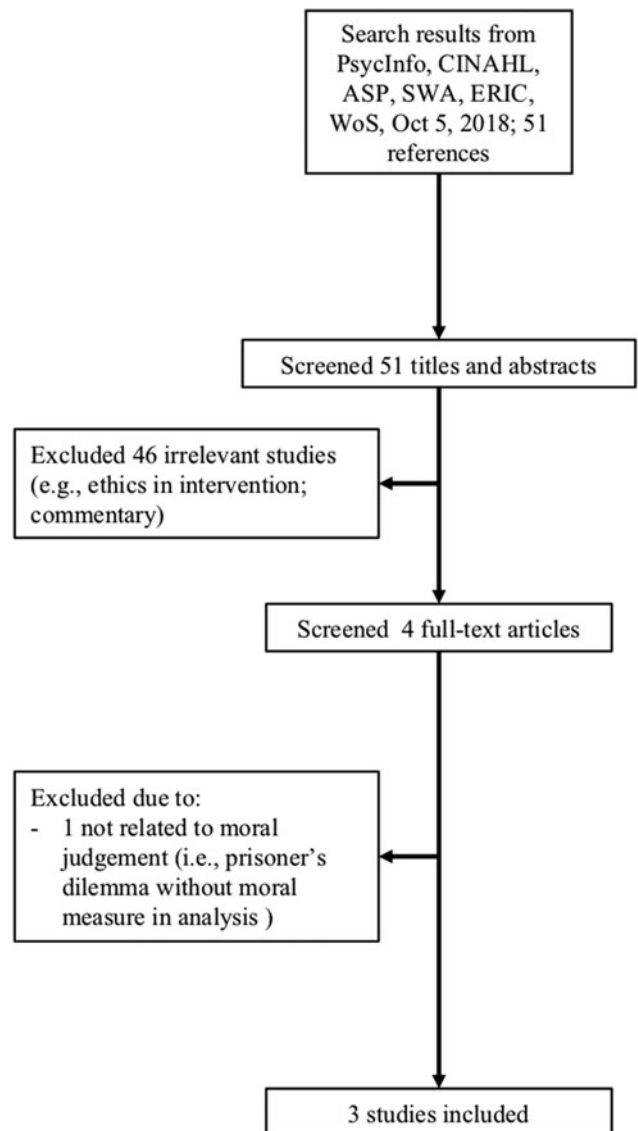 Search results from
PsycInfo, CINAHL,
ASP, SWA, ERIC,
WoS, Oct 5, 2018; 51
references
Screened 51 titles and abstracts
Excluded 46 irrelevant studies
(e.g., ethics in intervention;
commentary)
Screened  4 full-text articles
Excluded due to:
- 1 not related to moral
judgement (i.e., prisoner’s
dilemma without moral
measure in analysis )
3 studies included